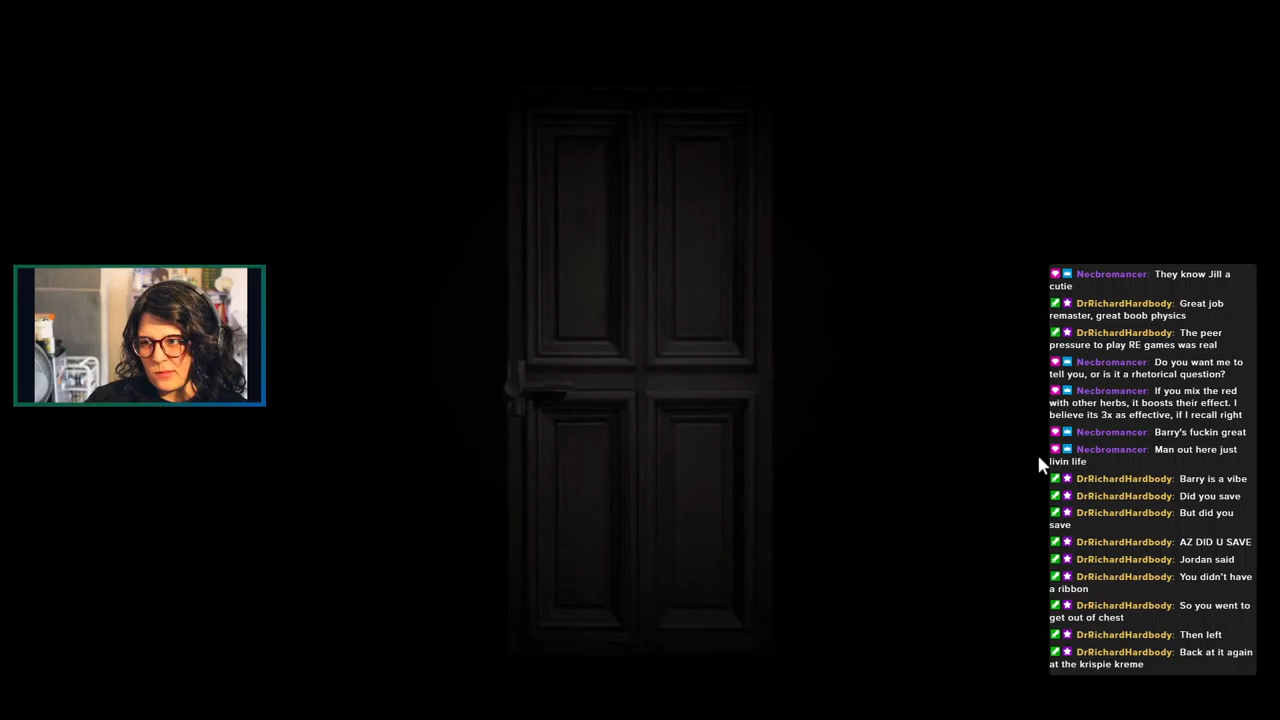 Necbromancer: They know Jill a
cutie
DrRichardHardbody: Great job
remaster, great boob physics
DrRichardHardbody: The peer
pressure to play RE games was real
Necbromancer: Do you want me to
tell you, or is it a rhetorical question?
Necbromancer: If you mix the red
with other herbs, it boosts their effect. I
believe its 3x as effective, if I recall right
Necbromancer: Barry's fuckin great
Necbromancer: Man out here just
livin life
DrRichardHardbody: Barry is a vibe
DrRichardHardbody: Did you save
DrRichardHardbody: But did you
save
DrRichardHardbody: AZ DID U SAVE
DrRichardHardbody: Jordan said
DrRichardHardbody: You didn't have
a ribbon
DrRichardHardbody: So you went to
get out of chest
DrRichardHardbody: Then left
DrRichardHardbody: Back at it again
at the krispie kreme